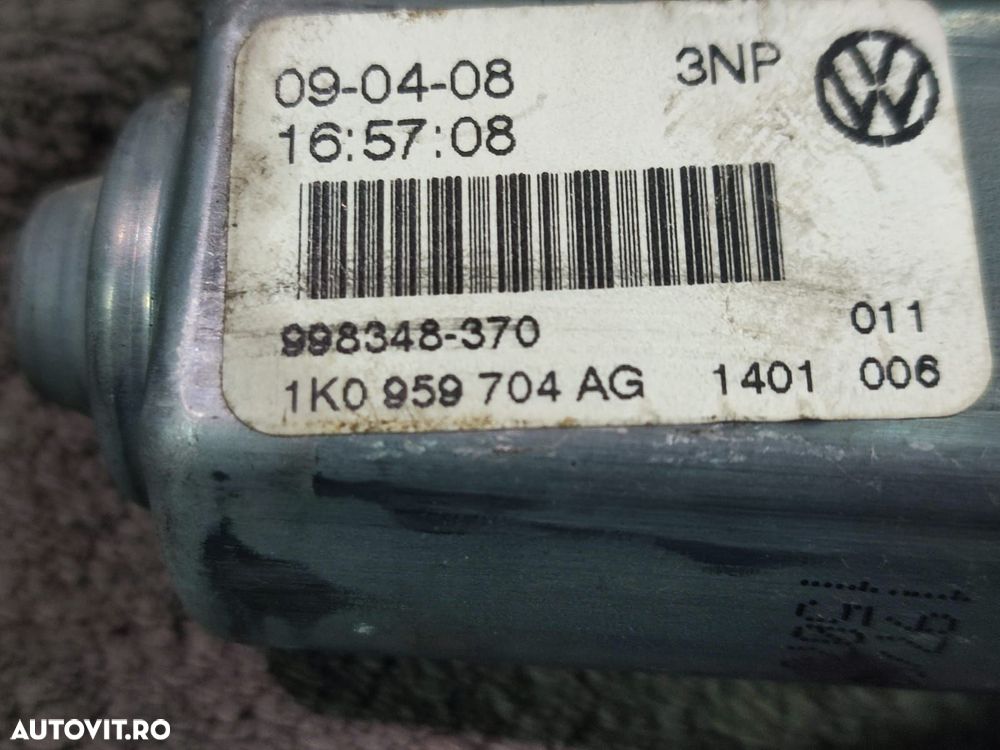 09-04-08 3NP
16:57:08
998348-370 011
1K0 959 704 AG 1401 006
AUTOVIT.RO